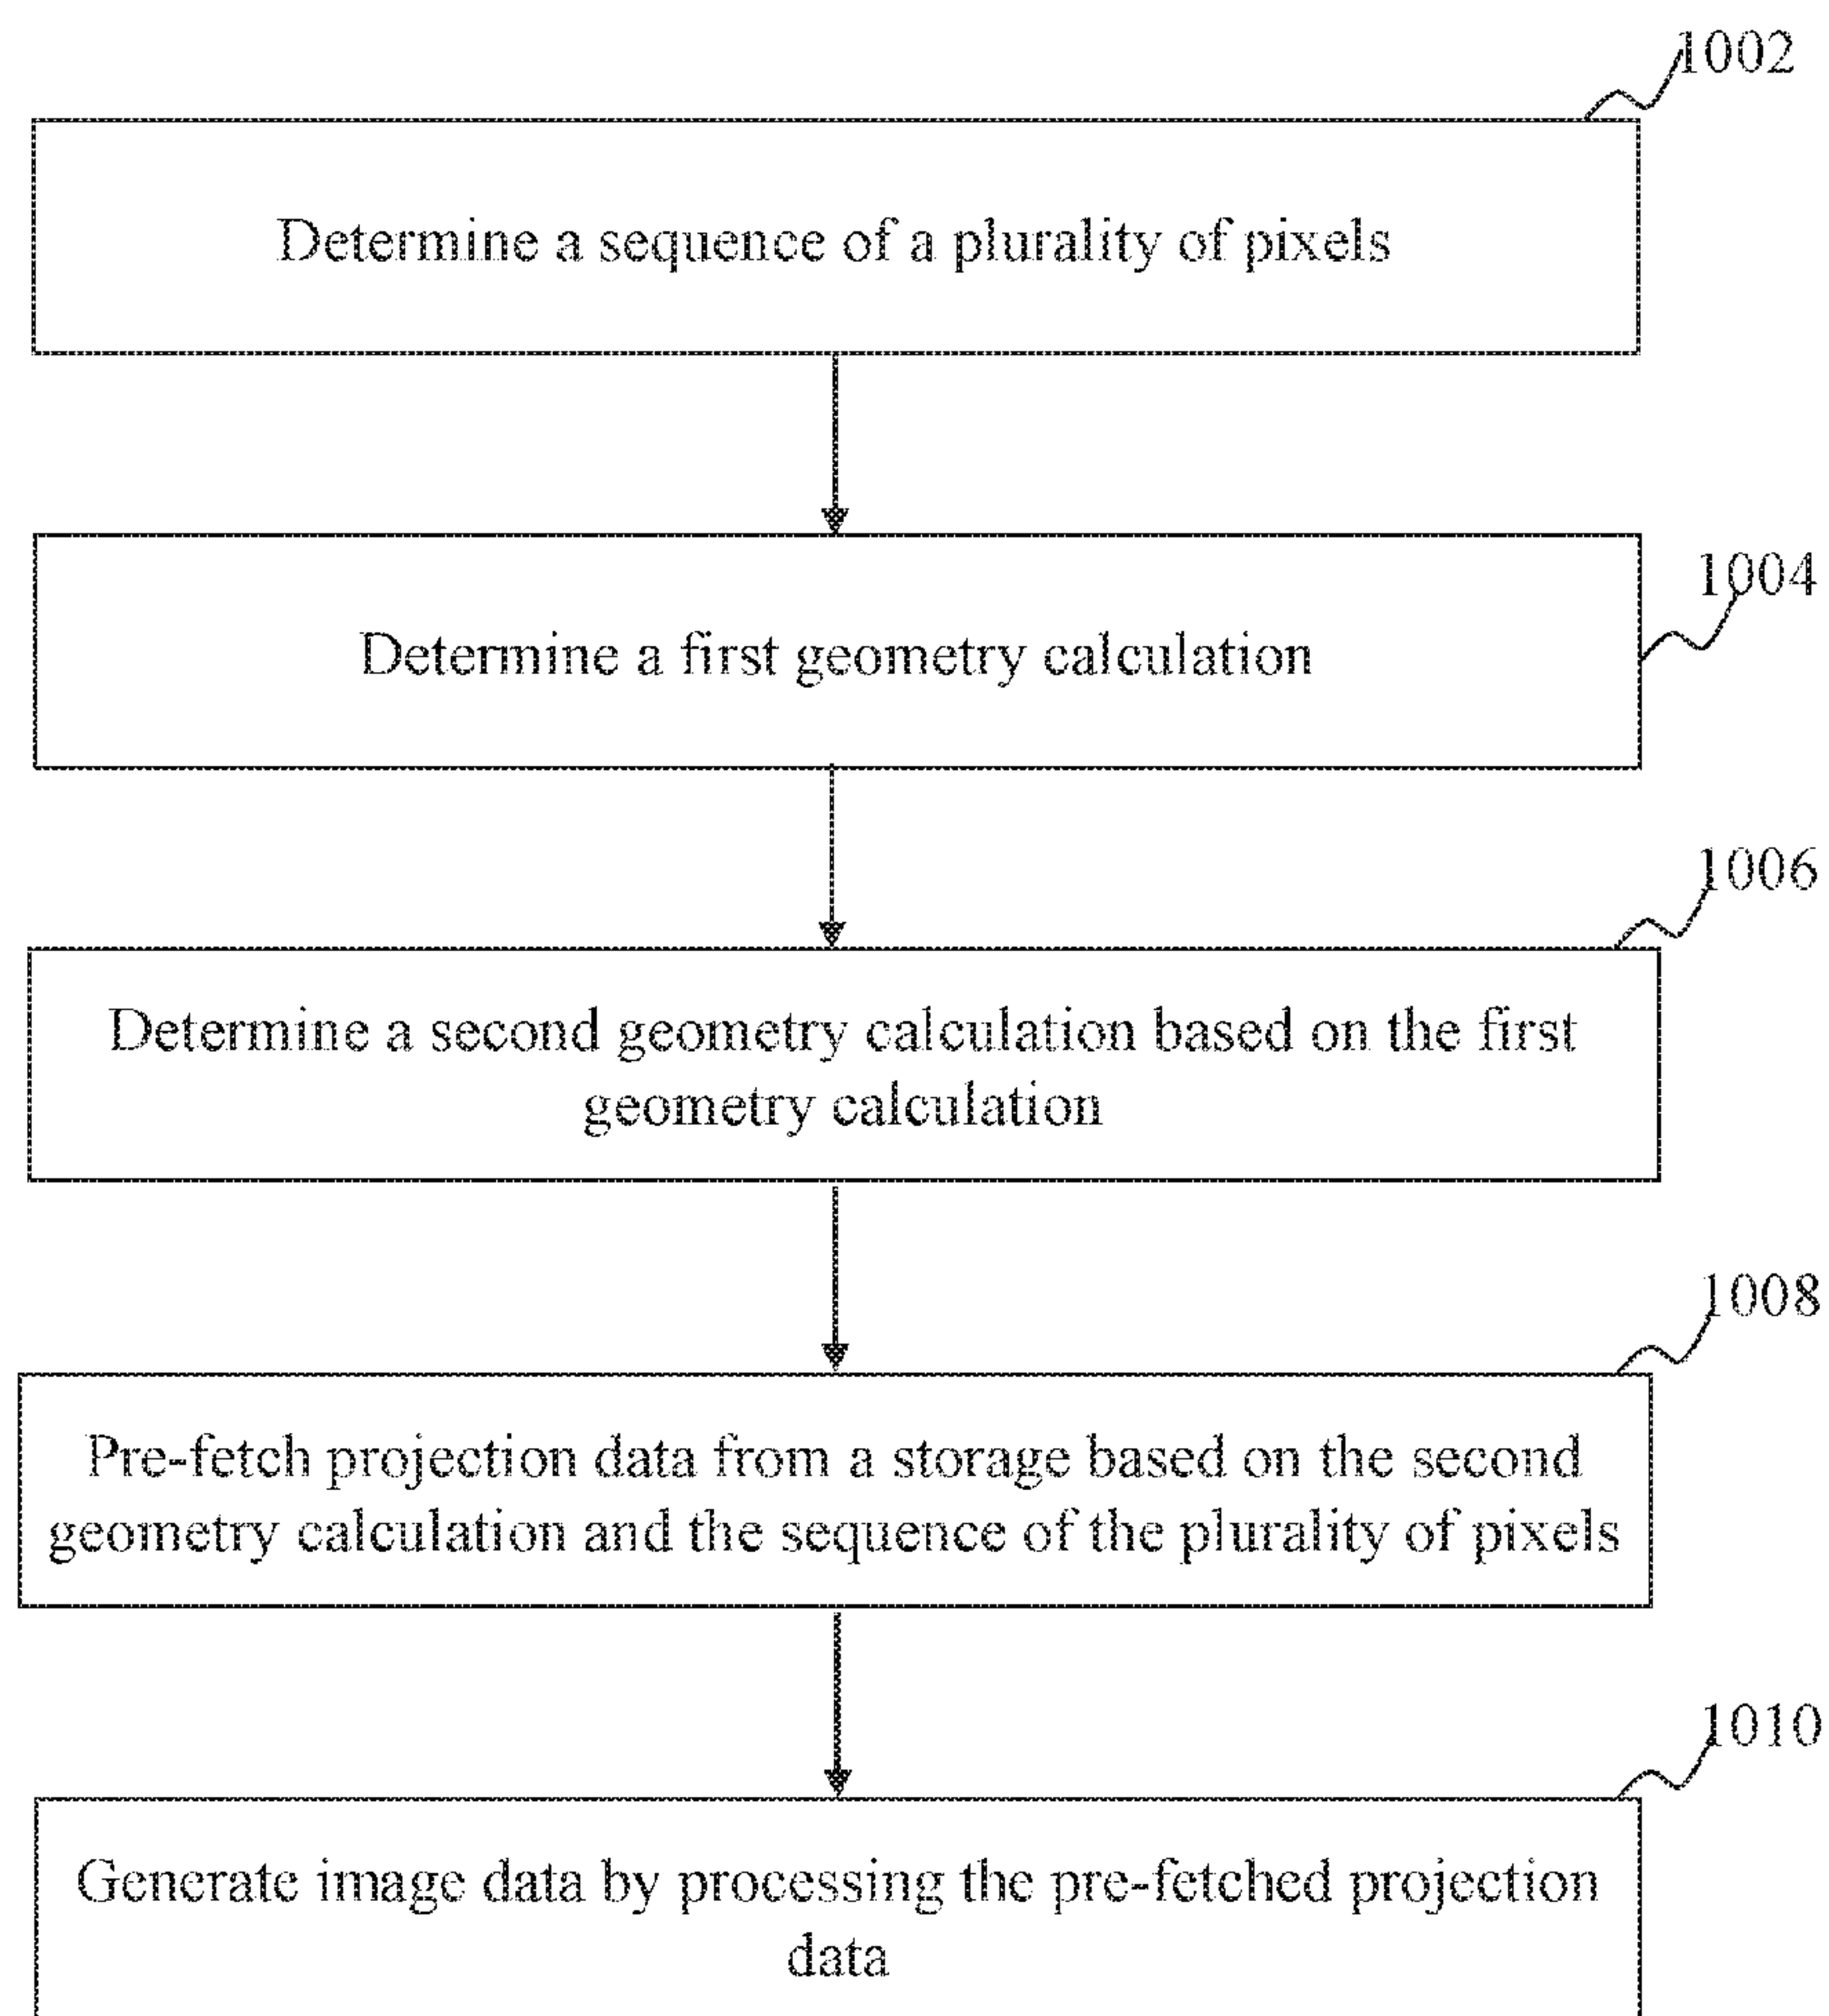 1002
Determine a sequence of a plurality of pixels
1004
Determine a first geometry calculation
1006
Determine a second geometry calculation based on the first
geometry calculation
1008
Pre-fetch projection data from a storage based on the second
geometry calculation and the sequence of the plurality of pixels
1010
Generate image data by processing the pre-fetched projection
data